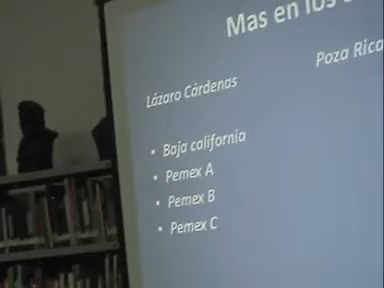 Mas en los
Poza Rica
Lázaro Cárdenas
• Baja california
• Pemex A
• Pemex B
• Pemex C